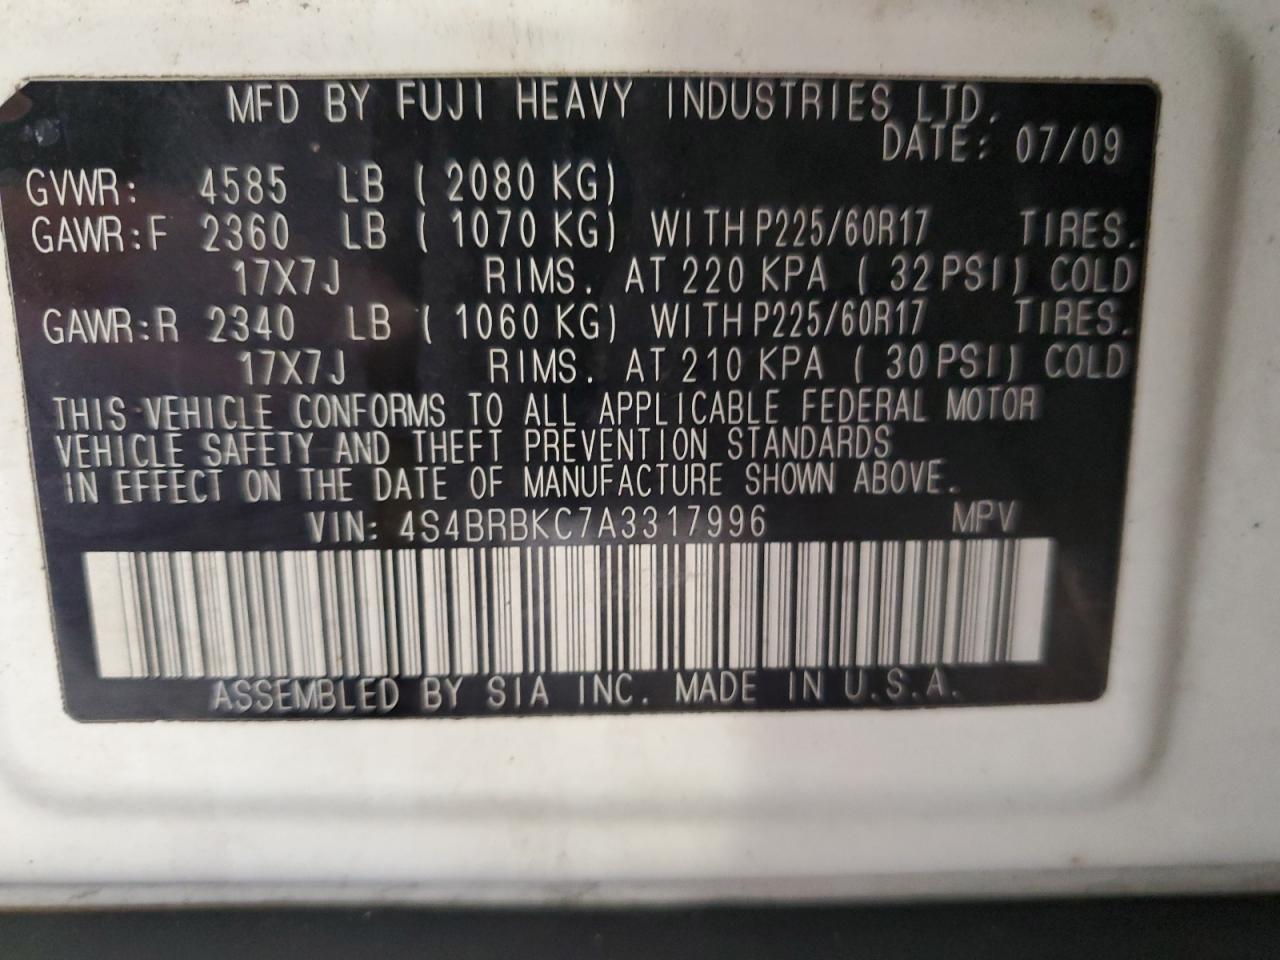 MFD BY FUJI HEAVY INDUSTRIES LTD.
DATE: 07/09
GVWR: 4585 LB ( 2080 KG)
GAWR:F 2360 LB ( 1070 KG) WITH P225/60R17 TIRES.
17X7J RIMS. AT 220 KPA ( 32 PSI) COLD
GAWR:R 2340 LB ( 1060 KG) WITH P225/60R17 TIRES.
17X7J RIMS. AT 210 KPA ( 30 PSI) COLD
THIS VEHICLE CONFORMS TO ALL APPLICABLE FEDERAL MOTOR
VEHICLE SAFETY AND THEFT PREVENTION STANDARDS
IN EFFECT ON THE DATE OF MANUFACTURE SHOWN ABOVE.
VIN: 4S4BRBKC7A3317996 MPV
ASSEMBLED BY SIA INC. MADE IN U.S.A.